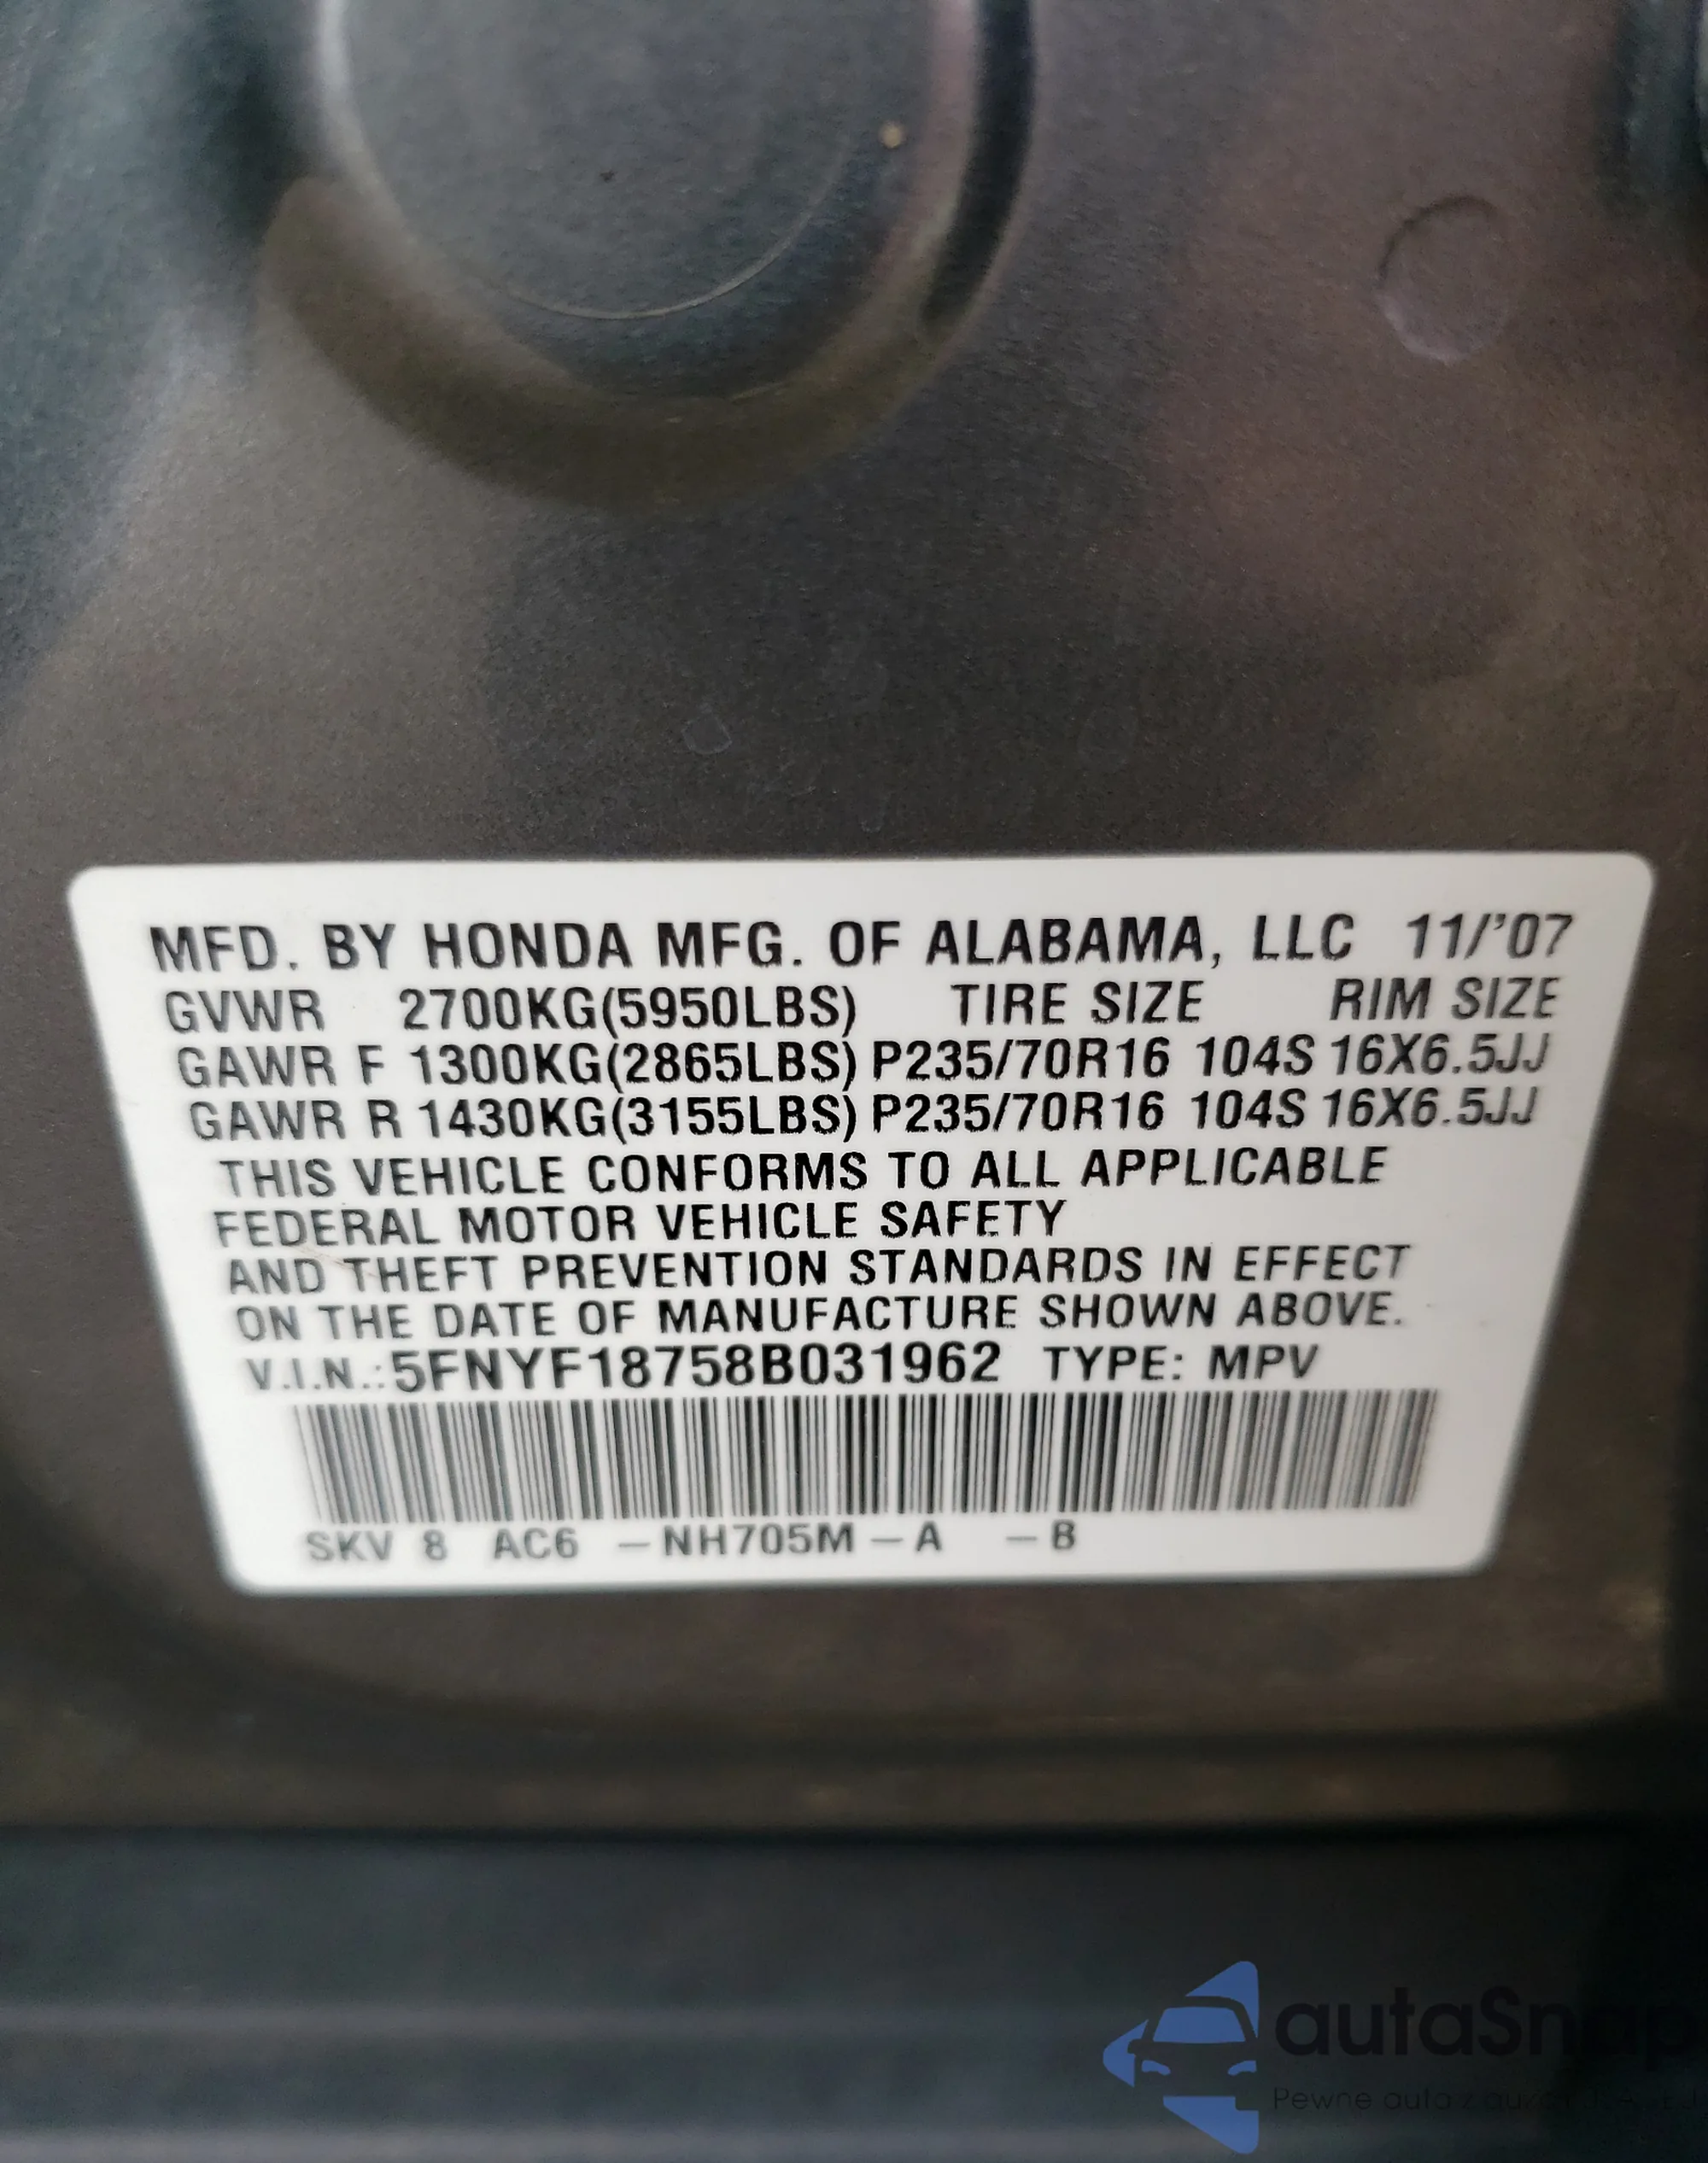 MFD. BY HONDA MFG. OF ALABAMA, LLC 11/'07
GVWR 2700KG(5950LBS) TIRE SIZE RIM SIZE
GAWR F 1300KG(2865LBS) P235/70R16 104S 16X6.5JJ
GAWR R 1430KG(3155LBS) P235/70R16 104S 16X6.5JJ
THIS VEHICLE CONFORMS TO ALL APPLICABLE
FEDERAL MOTOR VEHICLE SAFETY
AND THEFT PREVENTION STANDARDS IN EFFECT
ON THE DATE OF MANUFACTURE SHOWN ABOVE.
V.I.N.:5FNYF18758B031962 TYPE: MPV
SKV 8 AC6 –NH705M–A –B
autaSnap
Pewne auta z